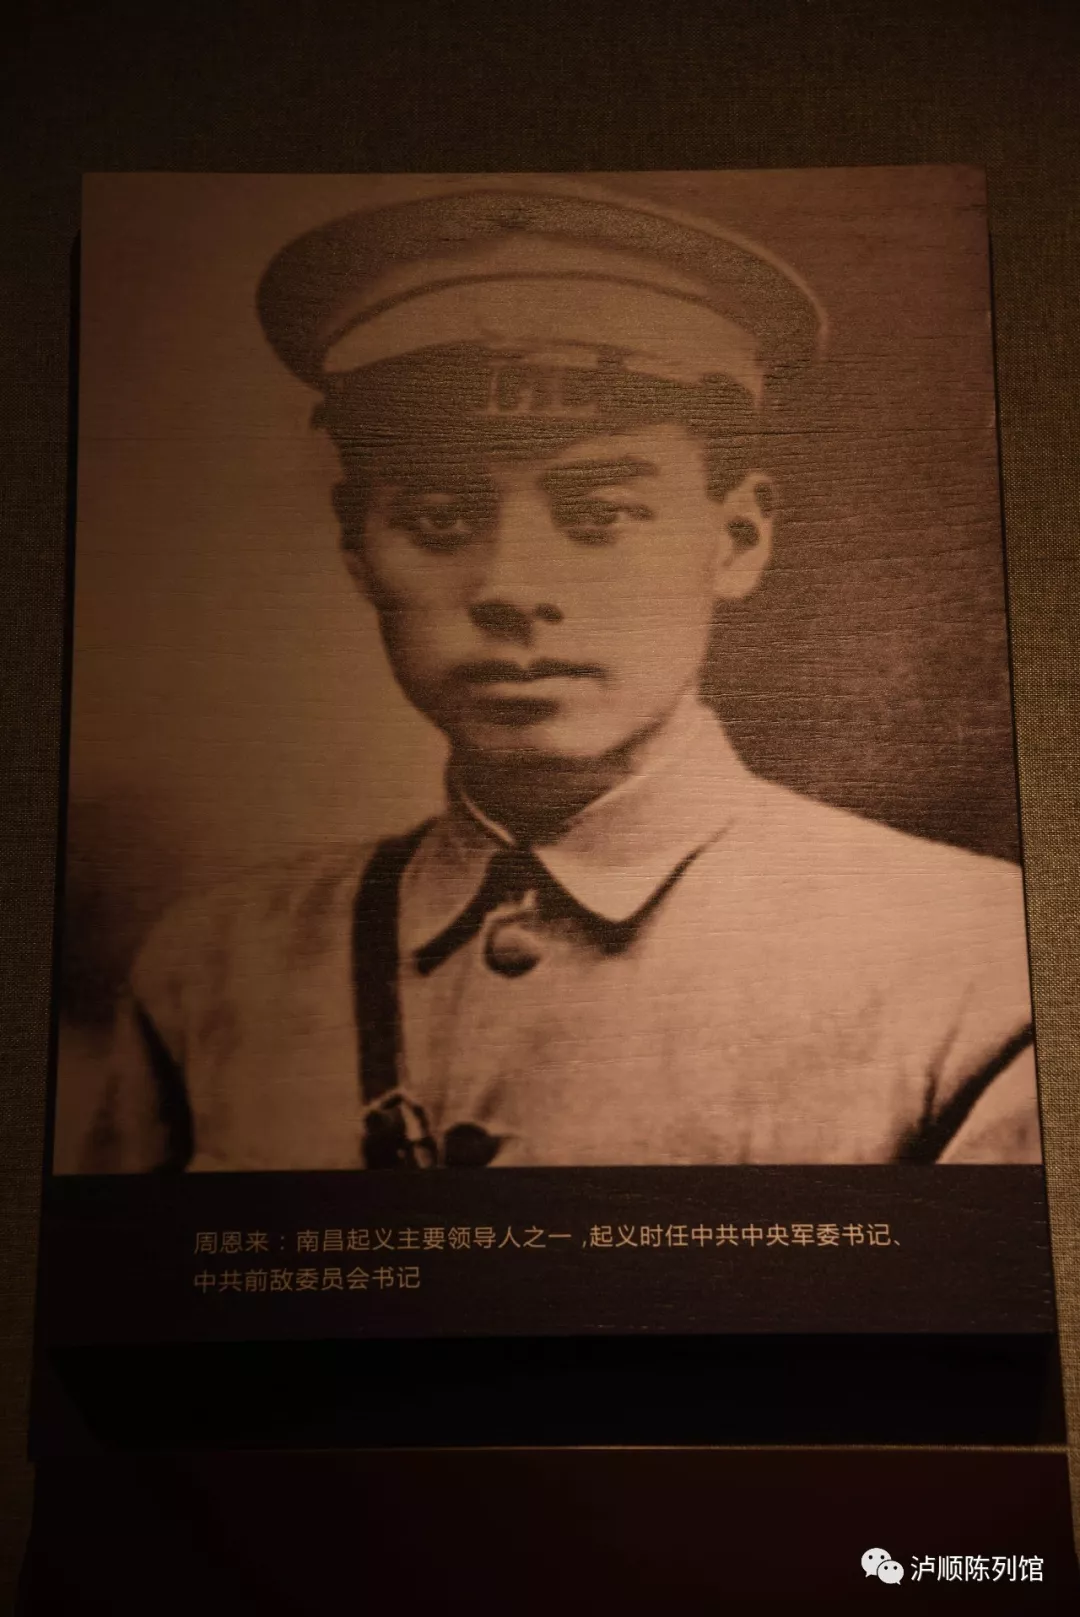 周恩来：南昌起义主要领导人之一,起义时任中共中央军委书记、
中共前敌委员会书记
泸顺陈列馆